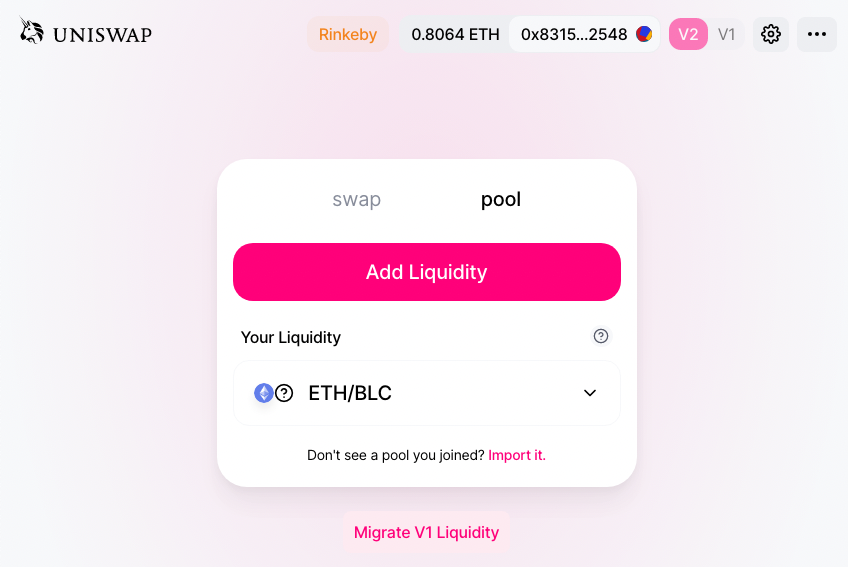 UNISWAP
Rinkeby
0.8064 ETH
0x8315...2548
V2
V1
swap
pool
Add Liquidity
Your Liquidity
?
? ETH/BLC
Don't see a pool you joined? Import it.
Migrate V1 Liquidity